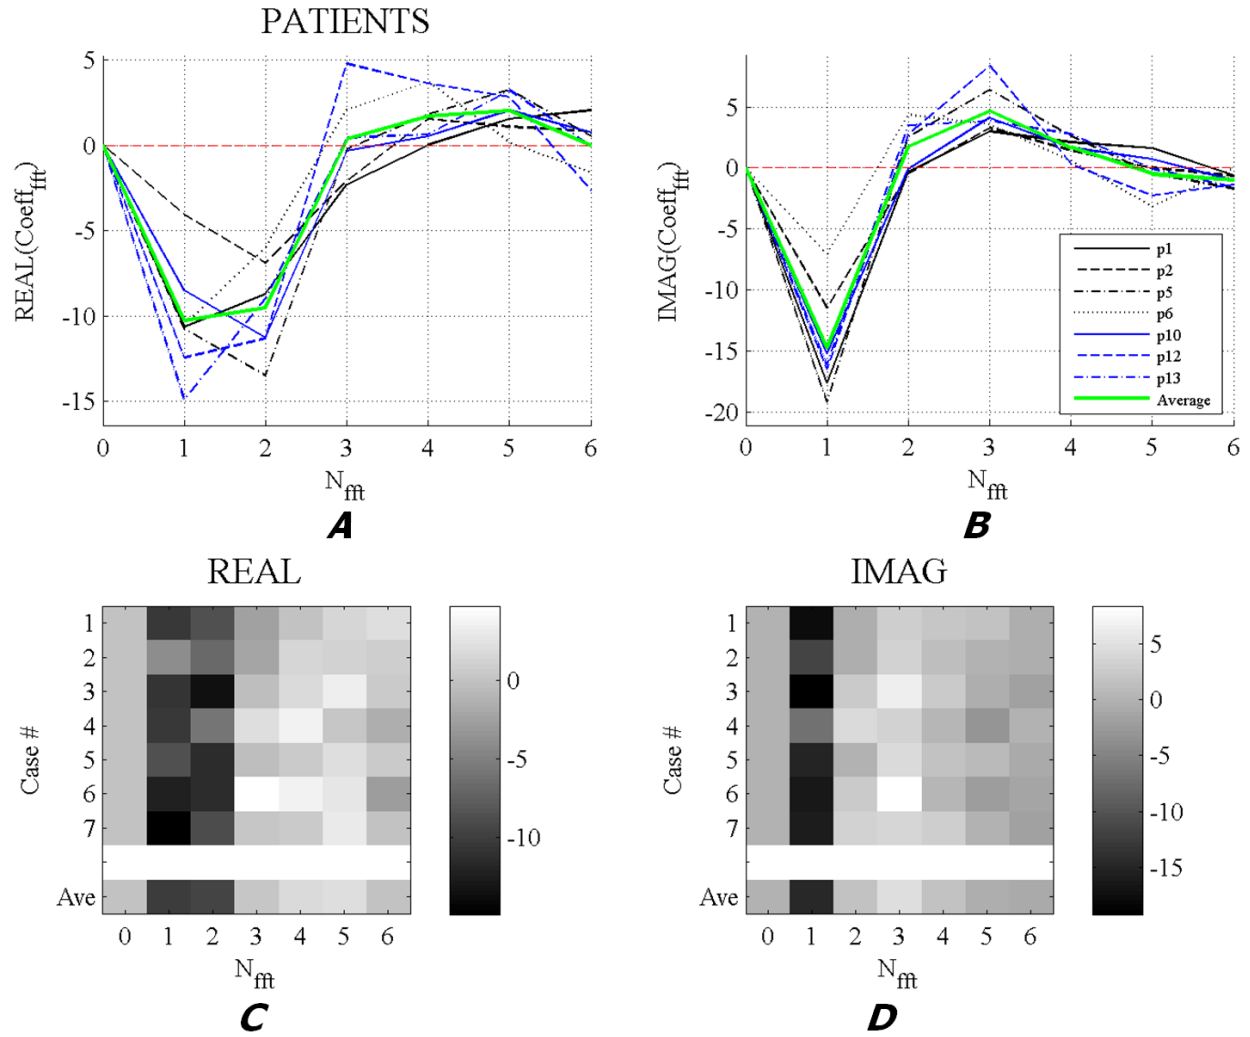 PATIENTS
5
0
-5
-10
-15
REAL(Coeff_fft)
0 1 2 3 4 5 6
N_fft
A
5
0
-5
-10
-15
-20
IMAG(Coeff_fft)
0 1 2 3 4 5 6
N_fft
B
p1
p2
p5
p6
p10
p12
p13
Average
REAL
1
2
3
4
5
6
7
Ave
Case #
0 1 2 3 4 5 6
N_fft
0
-5
-10
C
IMAG
1
2
3
4
5
6
7
Ave
Case #
0 1 2 3 4 5 6
N_fft
5
0
-5
-10
-15
D